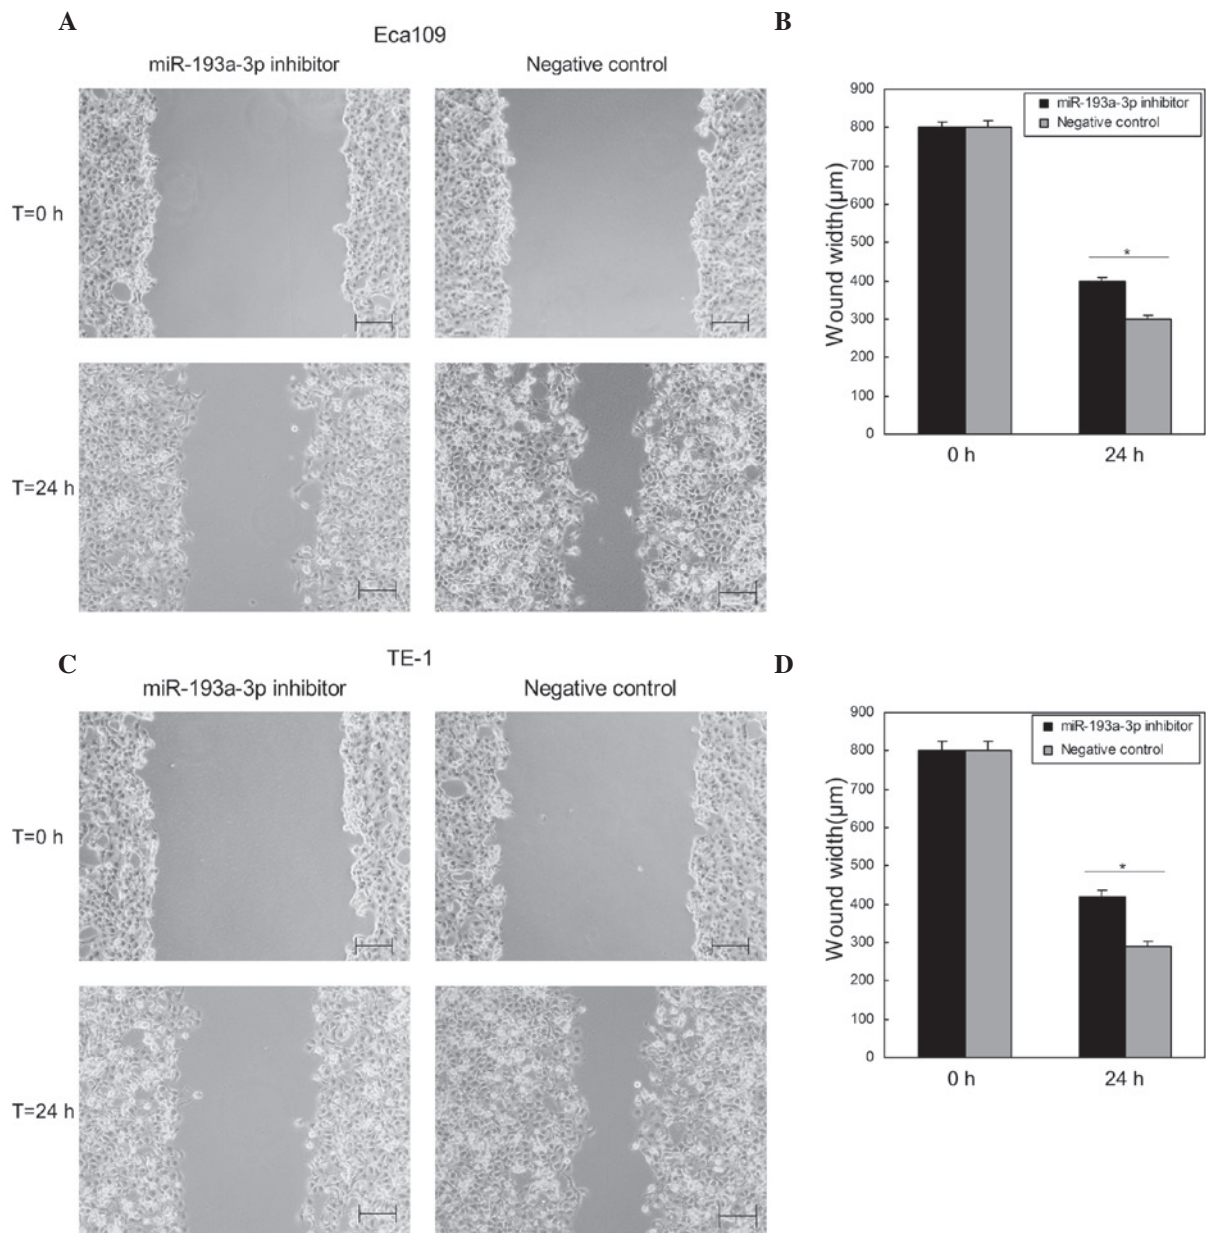 A
Eca109
miR-193a-3p inhibitor
Negative control
T=0 h
T=24 h
B
900
800
700
600
500
400
300
200
100
0
Wound width(µm)
miR-193a-3p inhibitor
Negative control
*
0 h
24 h
C
TE-1
miR-193a-3p inhibitor
Negative control
T=0 h
T=24 h
D
900
800
700
600
500
400
300
200
100
0
Wound width(µm)
miR-193a-3p inhibitor
Negative control
*
0 h
24 h